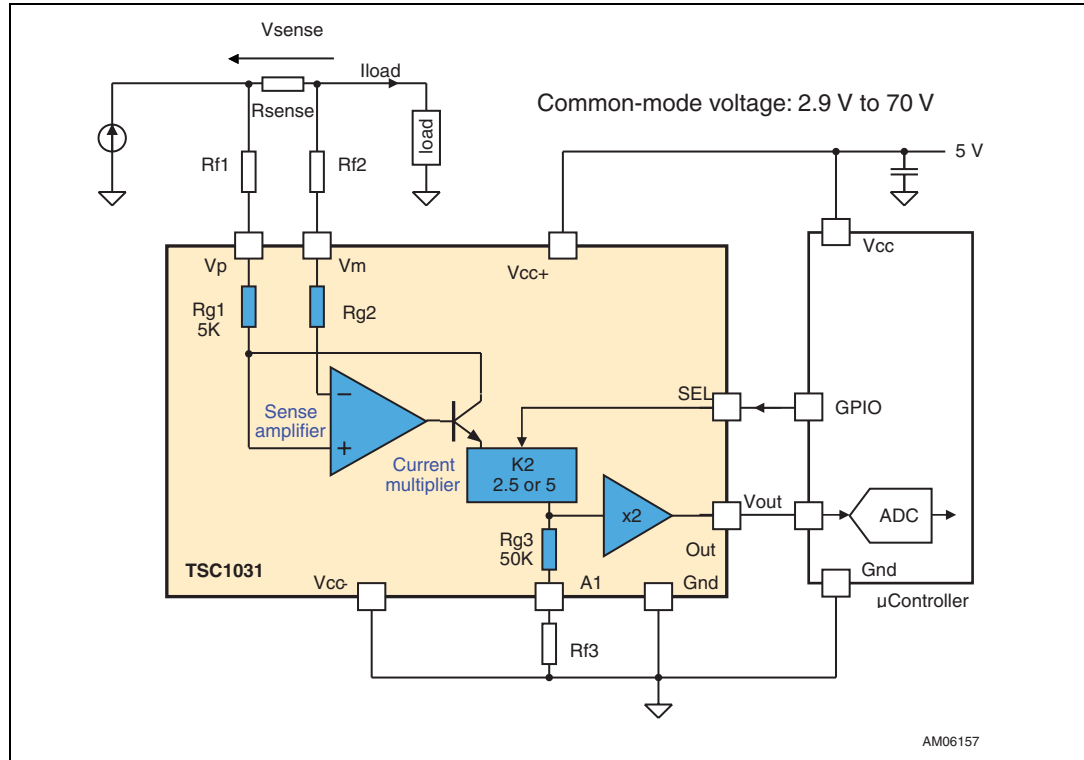 Vsense
Iload
Rsense
load
Common-mode voltage: 2.9 V to 70 V
5 V
Rf1
Rf2
Vp
Vm
Vcc+
Vcc
Rg1
5K
Rg2
SEL
GPIO
Sense
amplifier
Current
multiplier
K2
2.5 or 5
x2
Vout
ADC
Out
Rg3
50K
TSC1031
Vcc-
A1
Gnd
Gnd
µController
Rf3
AM06157